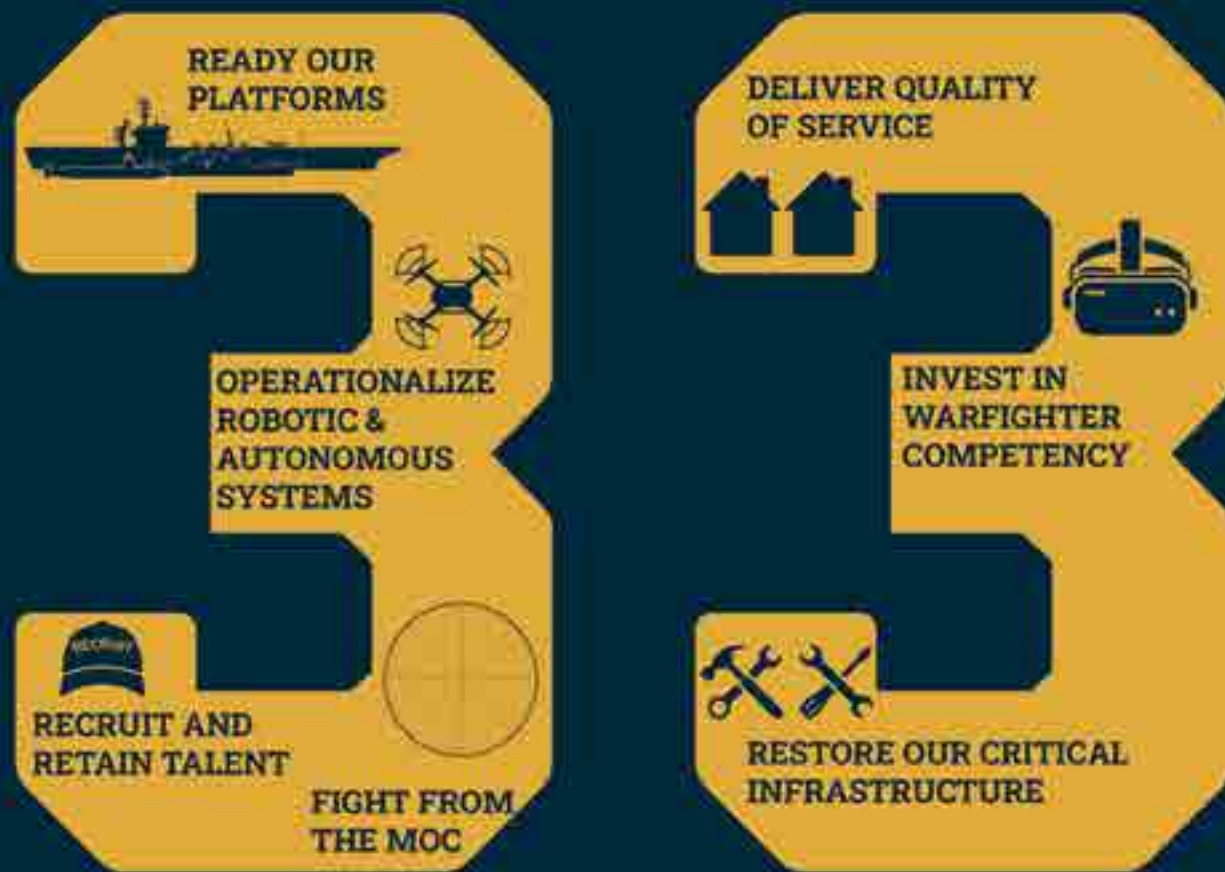 READY OUR
PLATFORMS
OPERATIONALIZE
ROBOTIC &
AUTONOMOUS
SYSTEMS
RECRUIT AND
RETAIN TALENT
FIGHT FROM
THE MOC
DELIVER QUALITY
OF SERVICE
INVEST IN
WARFIGHTER
COMPETENCY
RESTORE OUR CRITICAL
INFRASTRUCTURE